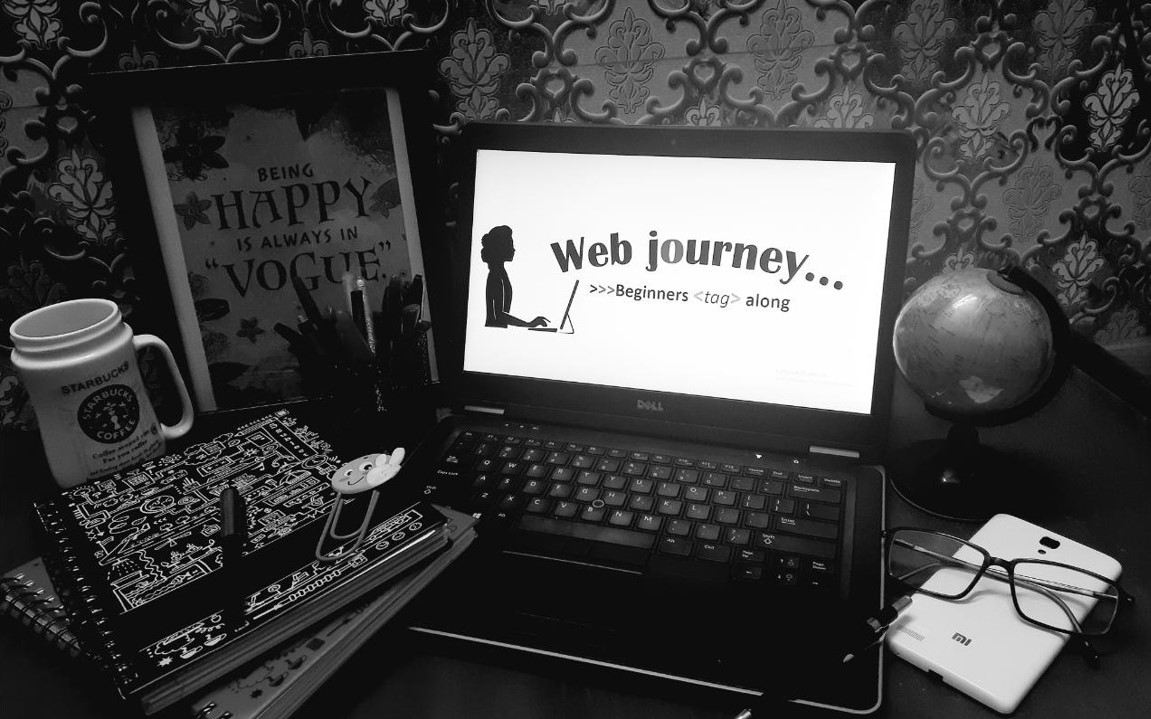 BEING
HAPPY
IS ALWAYS IN
"VOGUE"
Web journey...
>>>Beginners <tag> along
DELL
STARBUCKS
STARBUCKS
COFFEE
MI